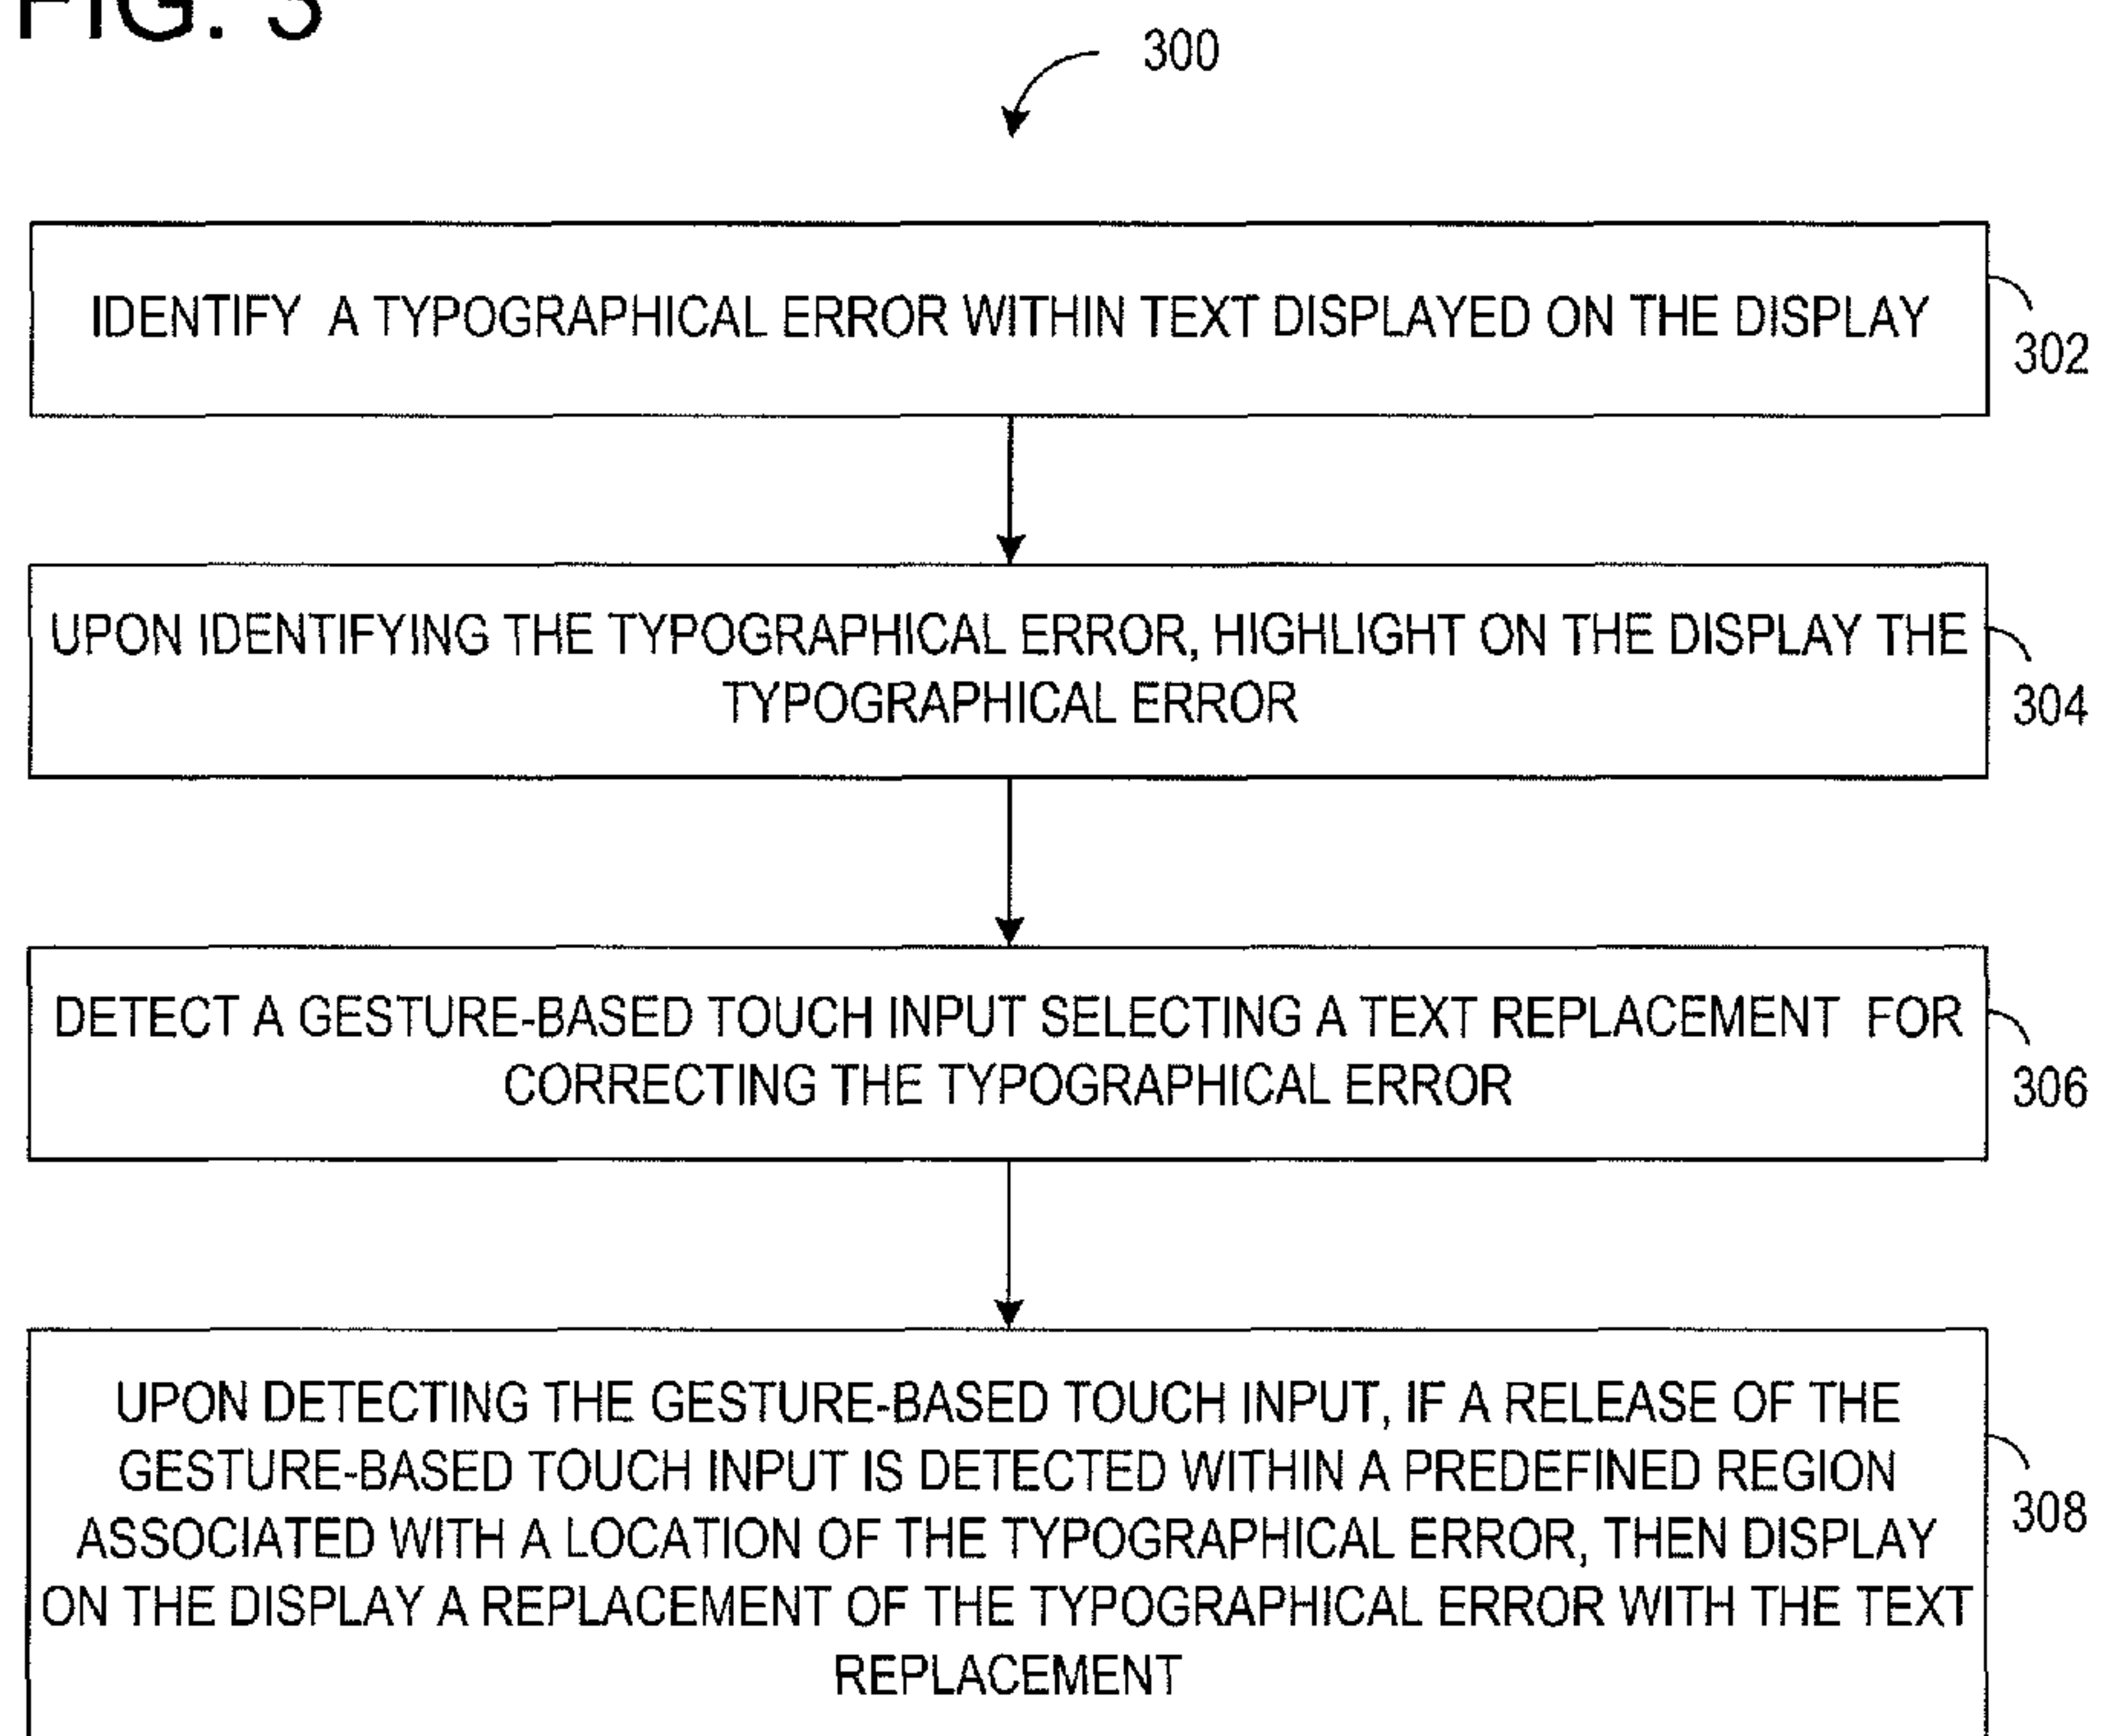 FIG. 3
300
IDENTIFY A TYPOGRAPHICAL ERROR WITHIN TEXT DISPLAYED ON THE DISPLAY
302
UPON IDENTIFYING THE TYPOGRAPHICAL ERROR, HIGHLIGHT ON THE DISPLAY THE
TYPOGRAPHICAL ERROR
304
DETECT A GESTURE-BASED TOUCH INPUT SELECTING A TEXT REPLACEMENT FOR
CORRECTING THE TYPOGRAPHICAL ERROR
306
UPON DETECTING THE GESTURE-BASED TOUCH INPUT, IF A RELEASE OF THE
GESTURE-BASED TOUCH INPUT IS DETECTED WITHIN A PREDEFINED REGION
ASSOCIATED WITH A LOCATION OF THE TYPOGRAPHICAL ERROR, THEN DISPLAY
ON THE DISPLAY A REPLACEMENT OF THE TYPOGRAPHICAL ERROR WITH THE TEXT
REPLACEMENT
308